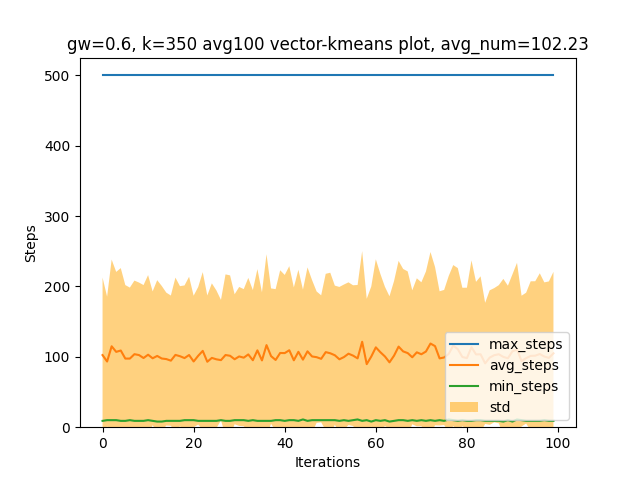 gw=0.6, k=350 avg100 vector-kmeans plot, avg_num=102.23
500
400
300
200
100
0
Steps
max_steps
avg_steps
min_steps
std
0
20
40
60
80
100
Iterations